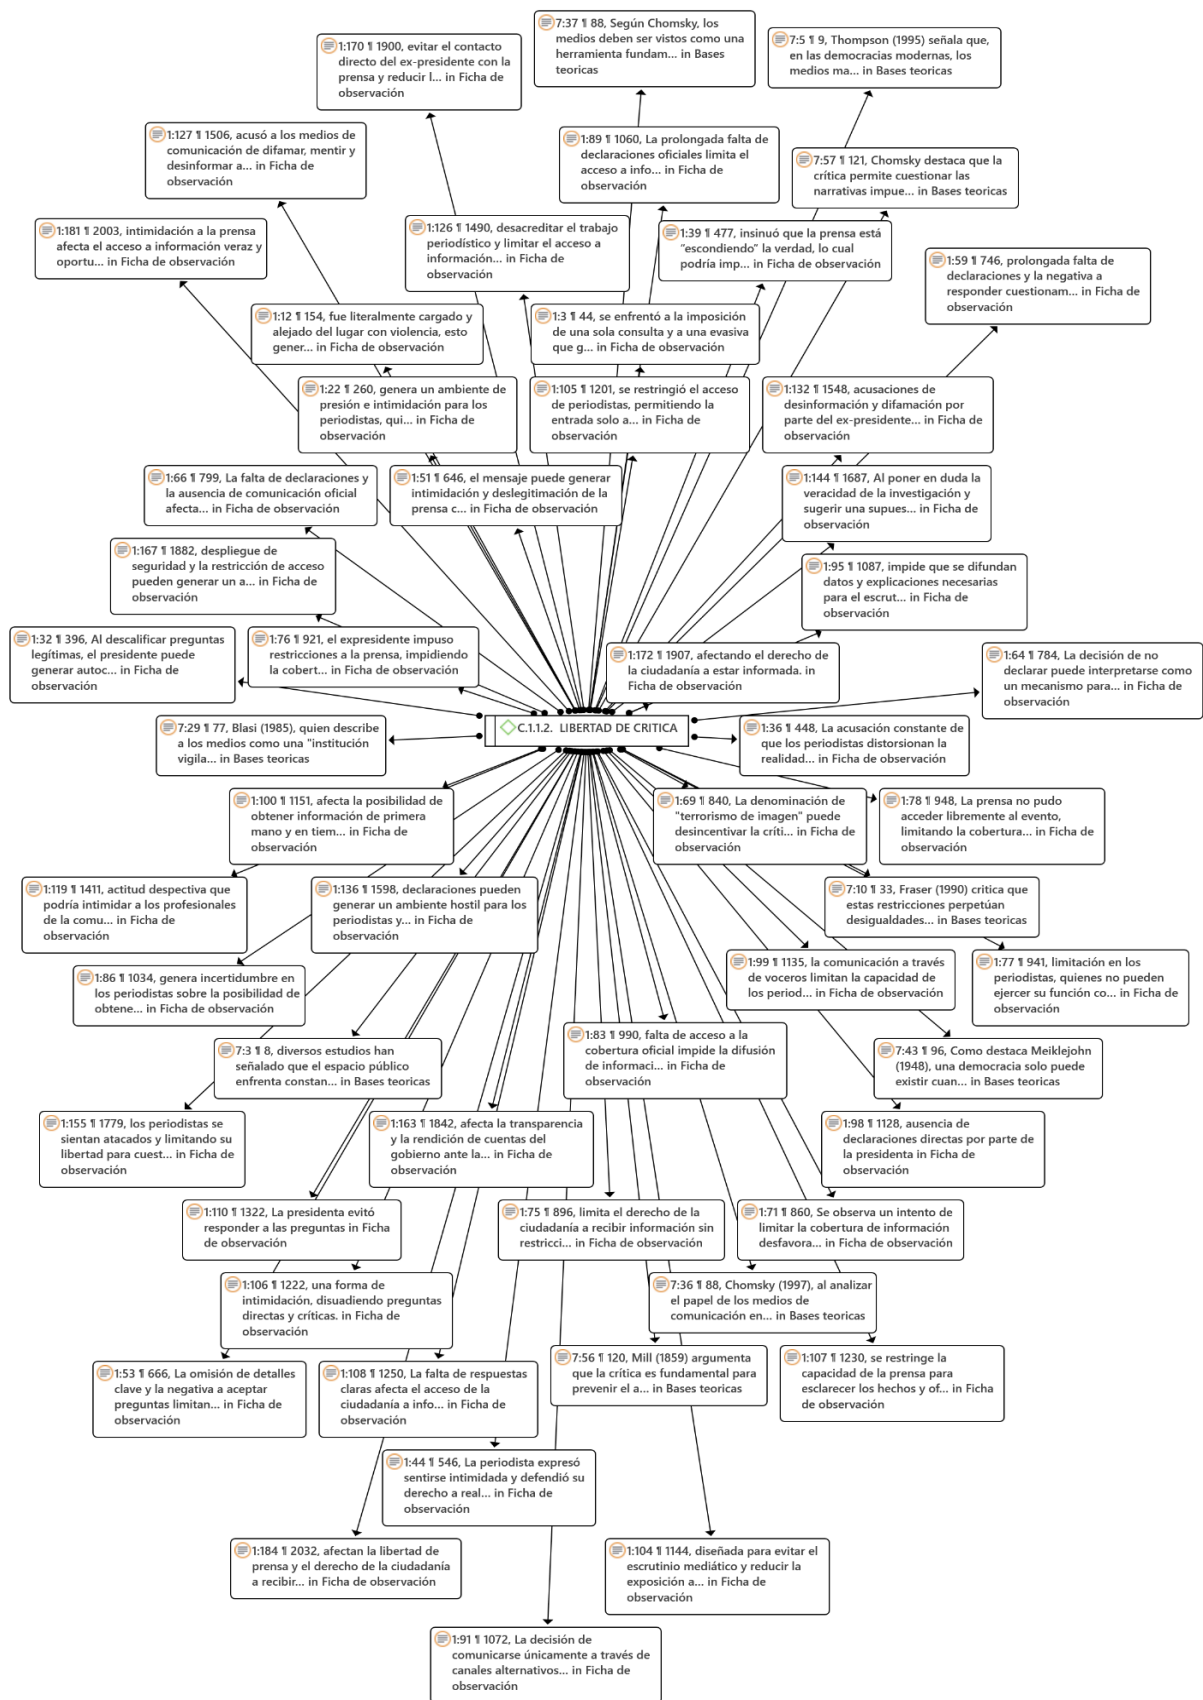 7:37 ¶ 88, Según Chomsky, los
medios deben ser vistos como una
herramienta fundam... in Bases
teoricas
7:5 ¶ 9, Thompson (1995) señala que,
en las democracias modernas, los
medios ma... in Bases teoricas
1:170 ¶ 1900, evitar el contacto
directo del ex-presidente con la
prensa y reducir l... in Ficha de
observación
1:127 ¶ 1506, acusó a los medios de
comunicación de difamar, mentir y
desinformar a... in Ficha de
observación
1:89 ¶ 1060, La prolongada falta de
declaraciones oficiales limita el
acceso a info... in Ficha de
observación
7:57 ¶ 121, Chomsky destaca que la
crítica permite cuestionar las
narrativas impue... in Bases teoricas
1:181 ¶ 2003, intimidación a la prensa
afecta el acceso a información veraz y
oportu... in Ficha de observación
1:126 ¶ 1490, desacreditar el trabajo
periodístico y limitar el acceso a
información... in Ficha de
observación
1:39 ¶ 477, insinuó que la prensa está
“escondiendo” la verdad, lo cual
podría imp... in Ficha de observación
1:59 ¶ 746, prolongada falta de
declaraciones y la negativa a
responder cuestionam... in Ficha de
observación
1:12 ¶ 154, fue literalmente cargado y
alejado del lugar con violencia, esto
gener... in Ficha de observación
1:3 ¶ 44, se enfrentó a la imposición
de una sola consulta y a una evasiva
que g... in Ficha de observación
1:22 ¶ 260, genera un ambiente de
presión e intimidación para los
periodistas, qui... in Ficha de
observación
1:105 ¶ 1201, se restringió el acceso
de periodistas, permitiendo la
entrada solo a... in Ficha de
observación
1:132 ¶ 1548, acusaciones de
desinformación y difamación por
parte del ex-presidente... in Ficha de
observación
1:66 ¶ 799, La falta de declaraciones y
la ausencia de comunicación oficial
afecta... in Ficha de observación
1:51 ¶ 646, el mensaje puede generar
intimidación y deslegitimación de la
prensa c... in Ficha de observación
1:144 ¶ 1687, Al poner en duda la
veracidad de la investigación y
sugerir una supues... in Ficha de
observación
1:167 ¶ 1882, despliegue de
seguridad y la restricción de acceso
pueden generar un a... in Ficha de
observación
1:95 ¶ 1087, impide que se difundan
datos y explicaciones necesarias
para el escrut... in Ficha de
observación
1:32 ¶ 396, Al descalificar preguntas
legítimas, el presidente puede
generar autoc... in Ficha de
observación
1:76 ¶ 921, el expresidente impuso
restricciones a la prensa, impidiendo
la cobert... in Ficha de observación
1:172 ¶ 1907, afectando el derecho de
la ciudadanía a estar informada. in
Ficha de observación
1:64 ¶ 784, La decisión de no
declarar puede interpretarse como
un mecanismo para... in Ficha de
observación
7:29 ¶ 77, Blasi (1985), quien describe
a los medios como una "institución
vigila... in Bases teoricas
C.1.1.2. LIBERTAD DE CRITICA
1:36 ¶ 448, La acusación constante de
que los periodistas distorsionan la
realidad... in Ficha de observación
1:100 ¶ 1151, afecta la posibilidad de
obtener información de primera
mano y en tiem... in Ficha de
observación
1:69 ¶ 840, La denominación de
"terrorismo de imagen" puede
desincentivar la críti... in Ficha de
observación
1:78 ¶ 948, La prensa no pudo
acceder libremente al evento,
limitando la cobertura... in Ficha de
observación
1:119 ¶ 1411, actitud despectiva que
podría intimidar a los profesionales
de la comu... in Ficha de
observación
1:136 ¶ 1598, declaraciones pueden
generar un ambiente hostil para los
periodistas y... in Ficha de
observación
7:10 ¶ 33, Fraser (1990) critica que
estas restricciones perpetúan
desigualdades... in Bases teoricas
1:86 ¶ 1034, genera incertidumbre en
los periodistas sobre la posibilidad de
obtene... in Ficha de observación
1:99 ¶ 1135, la comunicación a través
de voceros limitan la capacidad de
los period... in Ficha de observación
1:77 ¶ 941, limitación en los
periodistas, quienes no pueden
ejercer su función co... in Ficha de
observación
7:3 ¶ 8, diversos estudios han
señalado que el espacio público
enfrenta constan... in Bases teoricas
1:83 ¶ 990, falta de acceso a la
cobertura oficial impide la difusión
de informaci... in Ficha de
observación
7:43 ¶ 96, Como destaca Meiklejohn
(1948), una democracia solo puede
existir cuan... in Bases teoricas
1:155 ¶ 1779, los periodistas se
sientan atacados y limitando su
libertad para cuest... in Ficha de
observación
1:163 ¶ 1842, afecta la transparencia
y la rendición de cuentas del
gobierno ante la... in Ficha de
observación
1:98 ¶ 1128, ausencia de
declaraciones directas por parte de
la presidenta in Ficha de
observación
1:110 ¶ 1322, La presidenta evitó
responder a las preguntas in Ficha
de observación
1:75 ¶ 896, limita el derecho de la
ciudadanía a recibir información sin
restricci... in Ficha de observación
1:71 ¶ 860, Se observa un intento de
limitar la cobertura de información
desfavora... in Ficha de observación
1:106 ¶ 1222, una forma de
intimidación, disuadiendo preguntas
directas y críticas. in Ficha de
observación
7:36 ¶ 88, Chomsky (1997), al analizar
el papel de los medios de
comunicación en... in Bases teoricas
1:53 ¶ 666, La omisión de detalles
clave y la negativa a aceptar
preguntas limitan... in Ficha de
observación
1:108 ¶ 1250, La falta de respuestas
claras afecta el acceso de la
ciudadanía a info... in Ficha de
observación
7:56 ¶ 120, Mill (1859) argumenta
que la crítica es fundamental para
prevenir el a... in Bases teoricas
1:107 ¶ 1230, se restringe la
capacidad de la prensa para
esclarecer los hechos y of... in Ficha
de observación
1:44 ¶ 546, La periodista expresó
sentirse intimidada y defendió su
derecho a real... in Ficha de
observación
1:184 ¶ 2032, afectan la libertad de
prensa y el derecho de la ciudadanía
a recibir... in Ficha de observación
1:104 ¶ 1144, diseñada para evitar el
escrutinio mediático y reducir la
exposición a... in Ficha de
observación
1:91 ¶ 1072, La decisión de
comunicarse únicamente a través de
canales alternativos... in Ficha de
observación